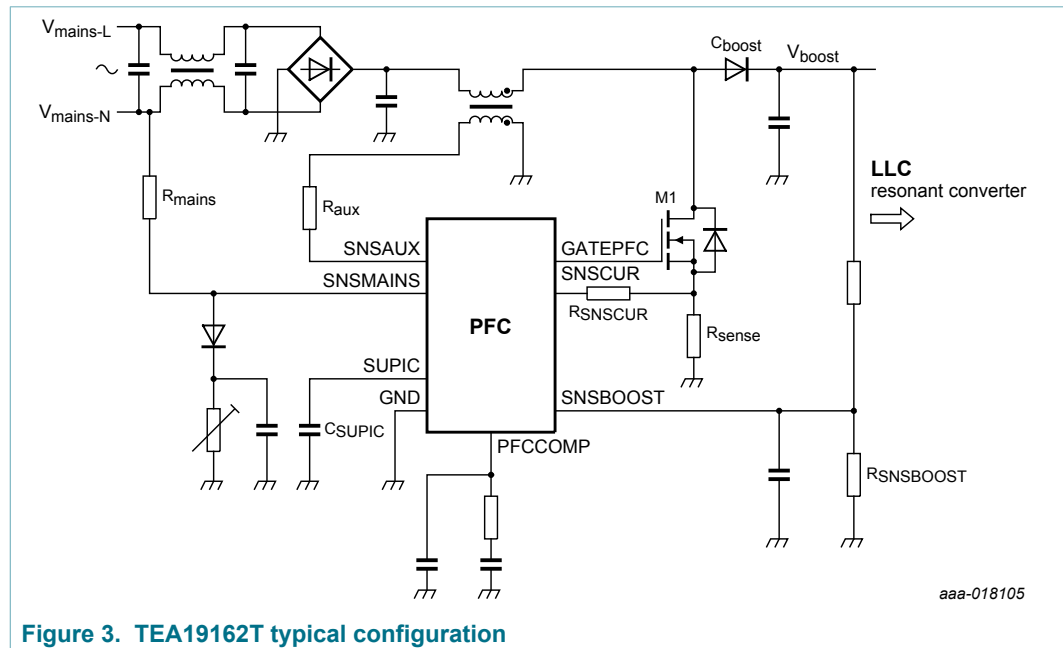 Vmains-L
Cboost
Vboost
Vmains-N
LLC
resonant converter
Rmains
Raux
M1
SNSAUX
GATEPFC
SNSMAINS
SNSCUR
PFC
RSNSCUR
Rsense
SUPIC
GND
SNSBOOST
CSUPIC
PFCCOMP
RSNSBOOST
aaa-018105
Figure 3. TEA19162T typical configuration